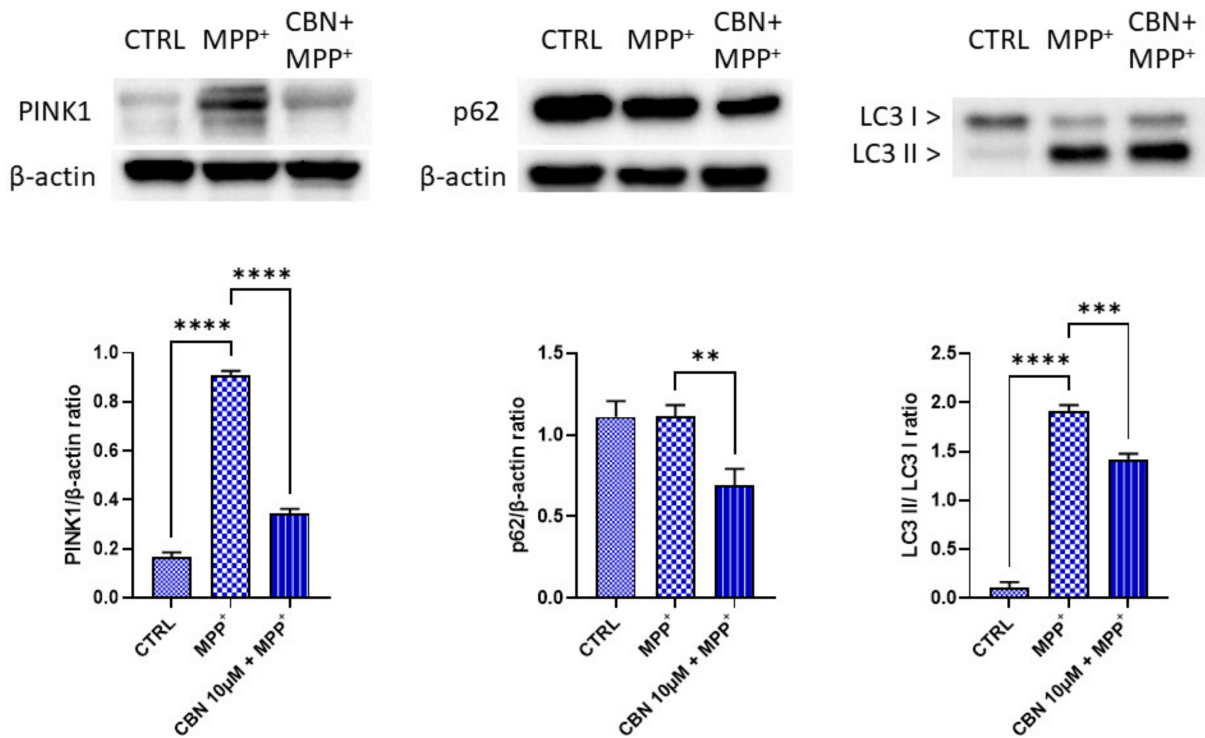 CTRL MPP⁺ CBN+
MPP⁺
PINK1
β-actin
CTRL MPP⁺ CBN+
MPP⁺
p62
β-actin
CTRL MPP⁺ CBN+
MPP⁺
LC3 I >
LC3 II >
****
****
PINK1/β-actin ratio
1.0
0.8
0.6
0.4
0.2
0.0
CTRL
MPP⁺
CBN 10µM + MPP⁺
**
p62/β-actin ratio
1.5
1.0
0.5
0.0
CTRL
MPP⁺
CBN 10µM + MPP⁺
***
****
LC3 II/ LC3 I ratio
2.5
2.0
1.5
1.0
0.5
0.0
CTRL
MPP⁺
CBN 10µM + MPP⁺